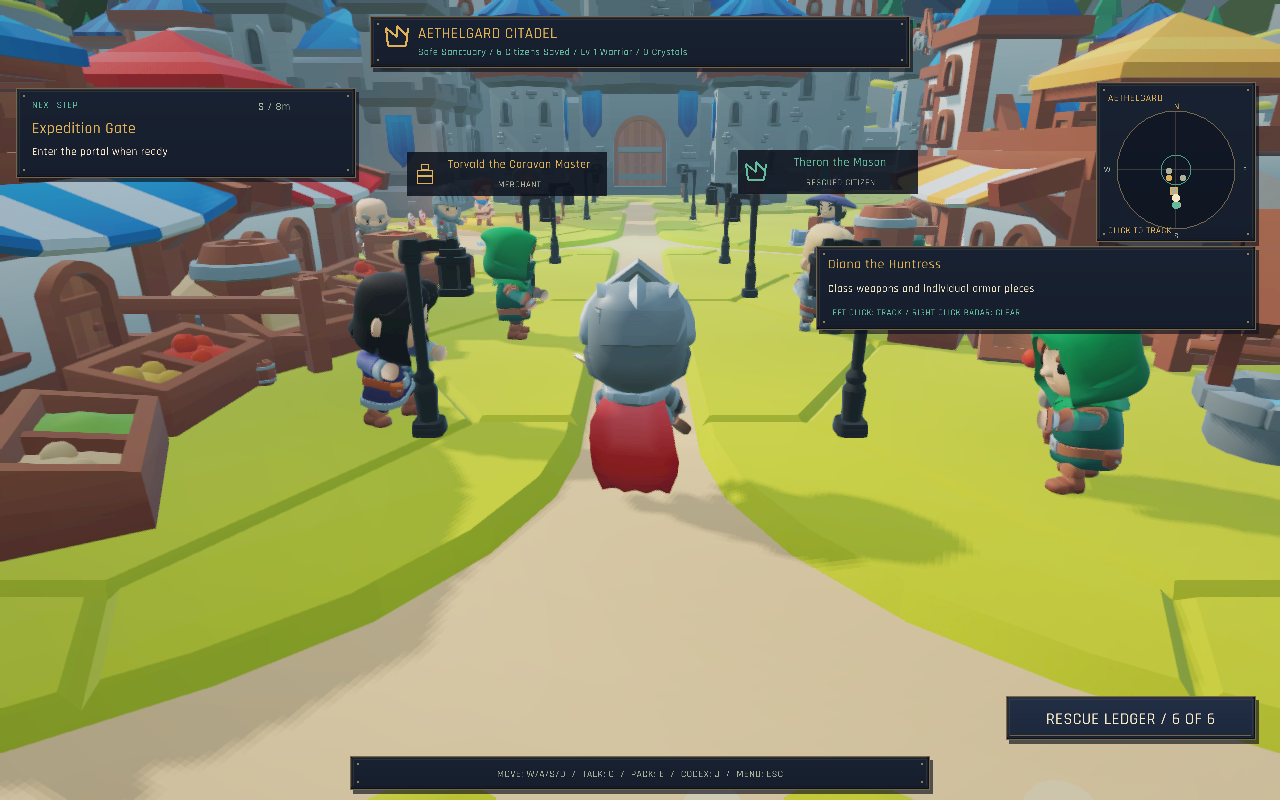 AETHELGARD CITADEL
Safe Sanctuary / 6 Citizens Saved / Lv 1 Warrior / 0 Crystals
NEXT STEP
S / 8m
Expedition Gate
Enter the portal when ready
Torvald the Caravan Master
MERCHANT
Theron the Mason
RESCUED CITIZEN
AETHELGARD
N
W
CLICK TO TRACK
S
Diana the Huntress
Class weapons and individual armor pieces
LEFT CLICK: TRACK / RIGHT CLICK RADAR: CLEAR
RESCUE LEDGER / 6 OF 6
MOVE: W/A/S/D / TALK: C / PACK: E / CODEX: J / MENU: ESC